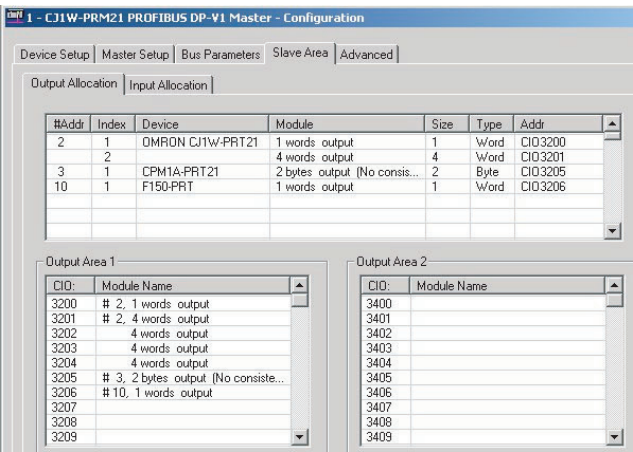 1 - CJ1W-PRM21 PROFIBUS DP-V1 Master - Configuration
Device Setup Master Setup Bus Parameters Slave Area Advanced
Output Allocation Input Allocation
#Addr Index Device Module Size Type Addr
2 1 OMRON CJ1W-PRT21 1 words output 1 Word CIO3200
2 4 words output 4 Word CIO3201
3 1 CPM1A-PRT21 2 bytes output (No consis... 2 Byte CIO3205
10 1 F150-PRT 1 words output 1 Word CIO3206
Output Area 1
CIO: Module Name
3200 # 2, 1 words output
3201 # 2, 4 words output
3202 4 words output
3203 4 words output
3204 4 words output
3205 # 3, 2 bytes output (No consiste...
3206 # 10, 1 words output
3207
3208
3209
Output Area 2
CIO: Module Name
3400
3401
3402
3403
3404
3405
3406
3407
3408
3409